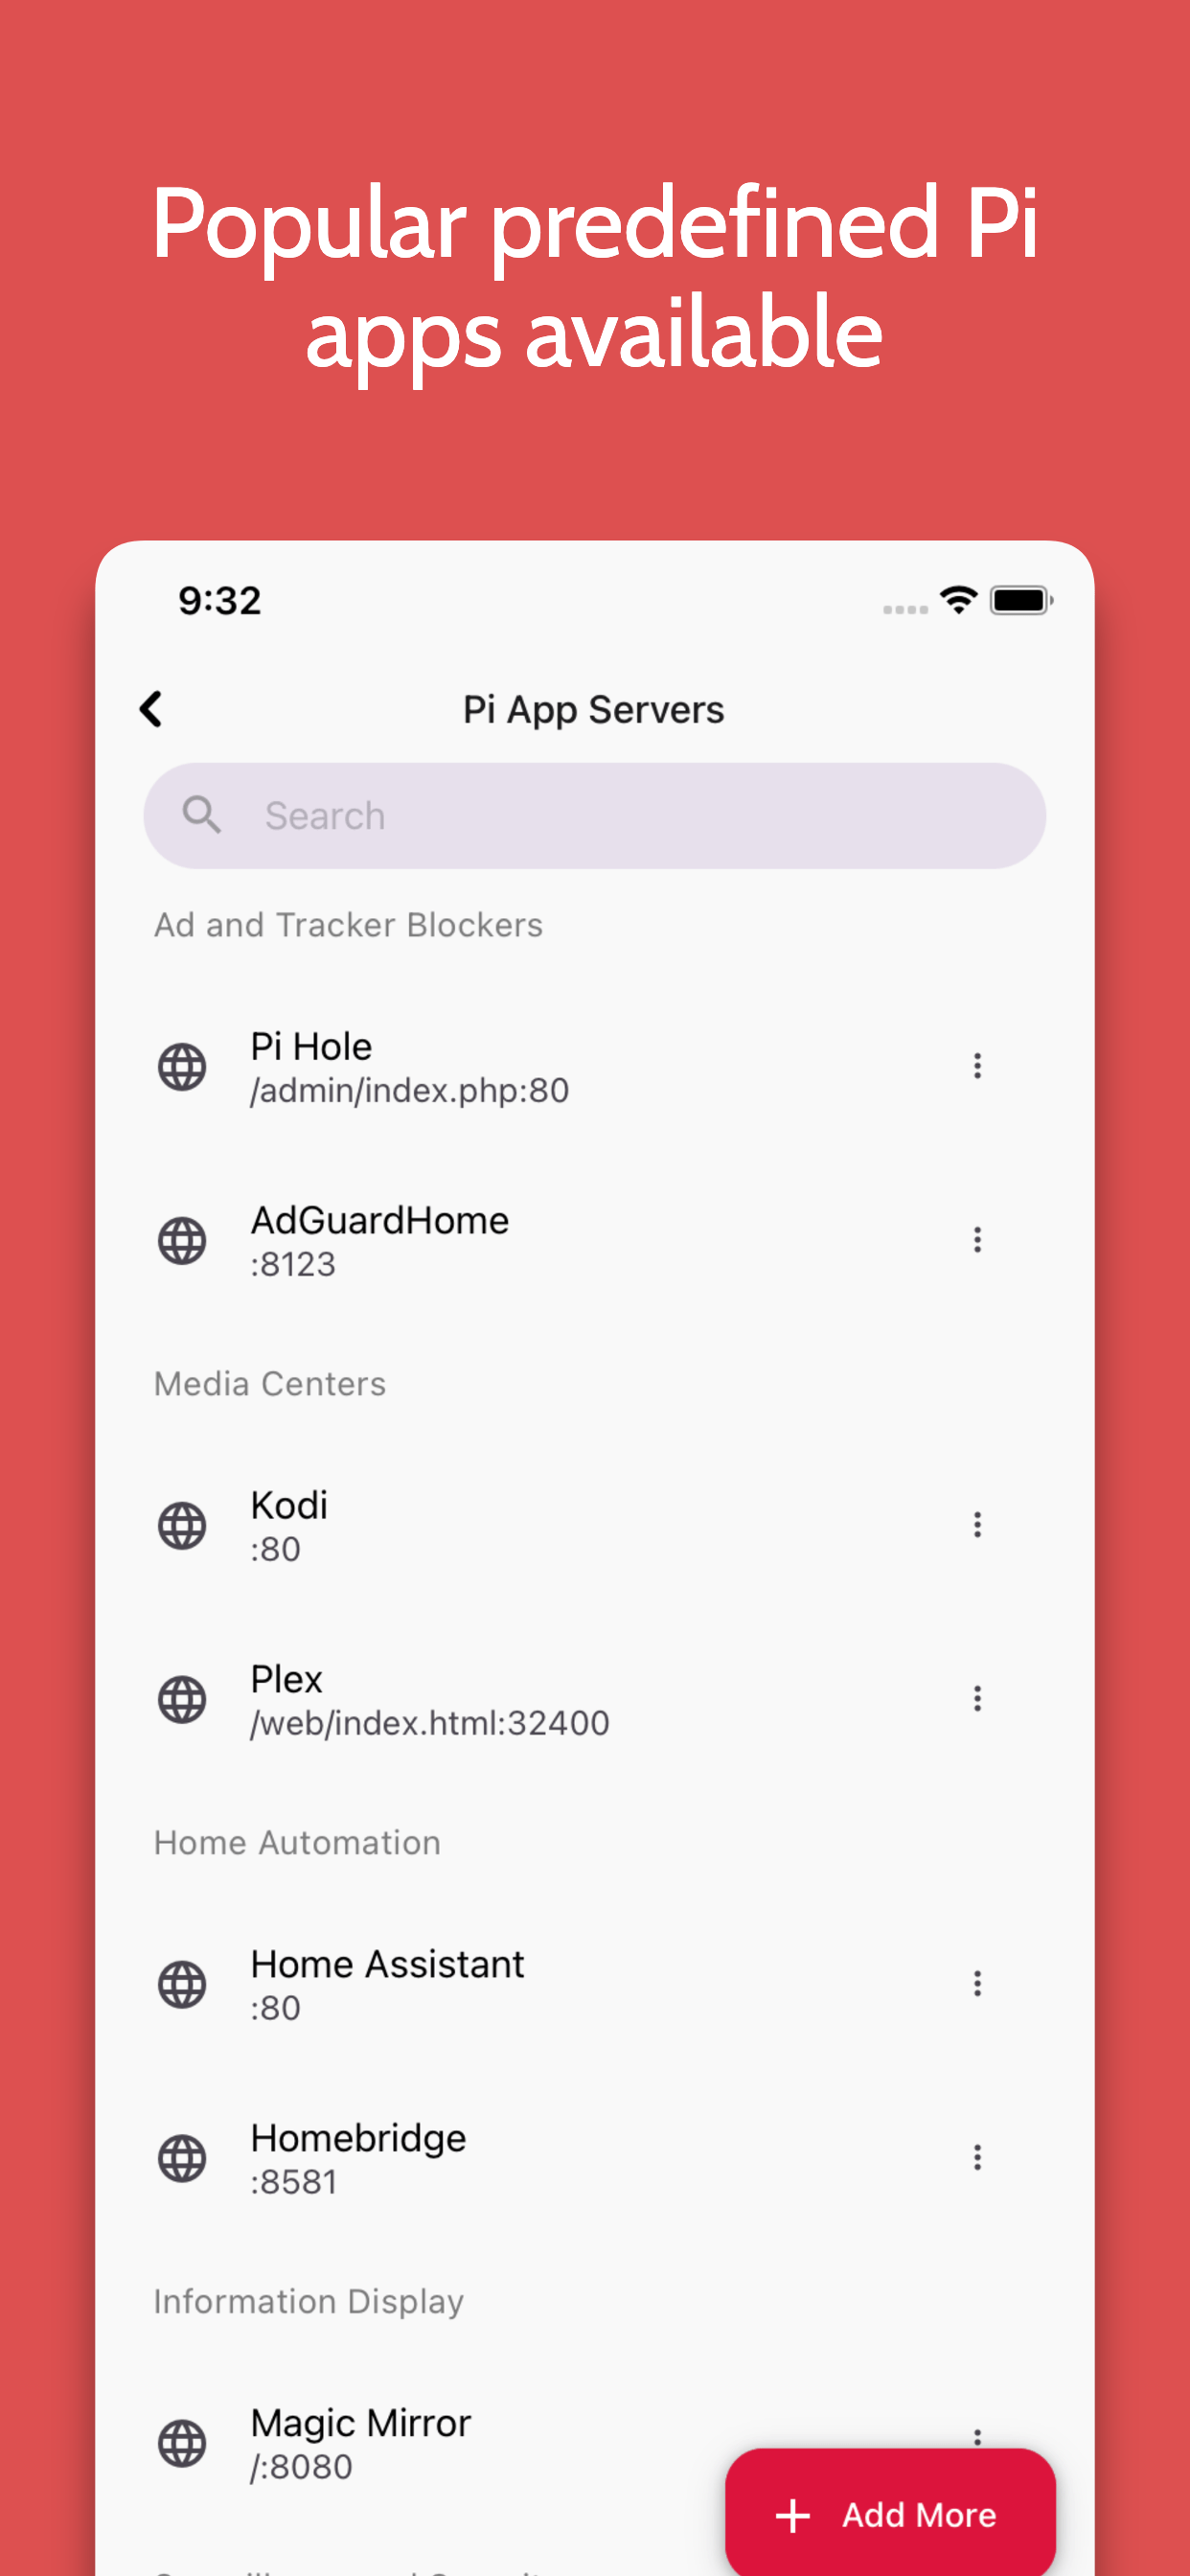 Popular predefined Pi
apps available
9:32
Pi App Servers
Search
Ad and Tracker Blockers
Pi Hole
/admin/index.php:80
AdGuardHome
:8123
Media Centers
Kodi
:80
Plex
/web/index.html:32400
Home Automation
Home Assistant
:80
Homebridge
:8581
Information Display
Magic Mirror
/:8080
Add More